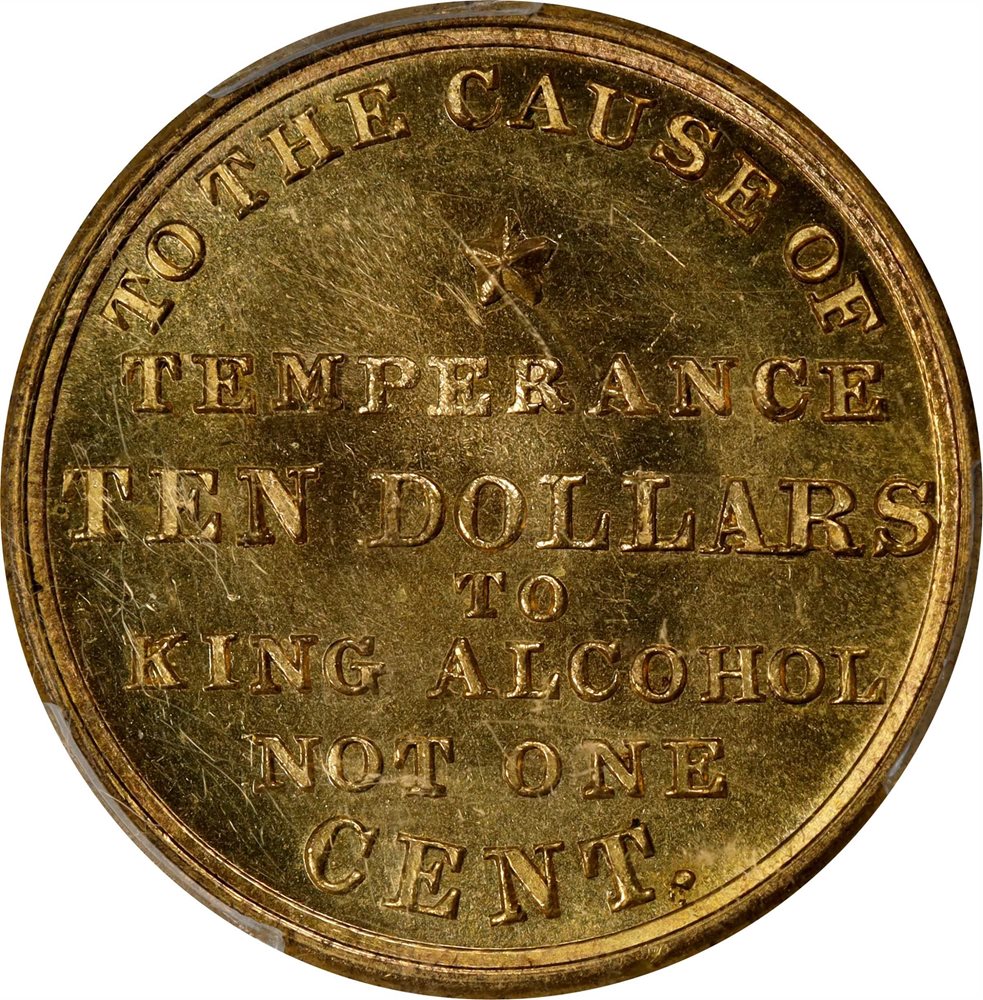 TO THE CAUSE OF
TEMPERANCE
TEN DOLLARS
TO
KING ALCOHOL
NOT ONE
CENT.